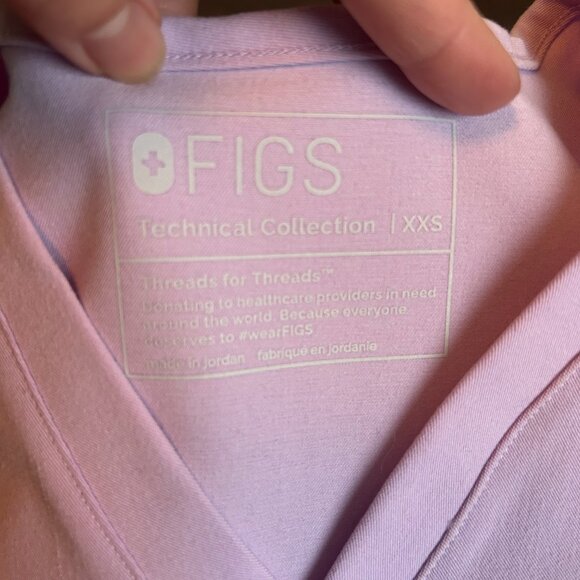 FIGS
Technical Collection | XXS
Threads for Threads™
Donating to healthcare providers in need
around the world. Because everyone
deserves to #wearFIGS
made in jordan fabriqué en jordanie